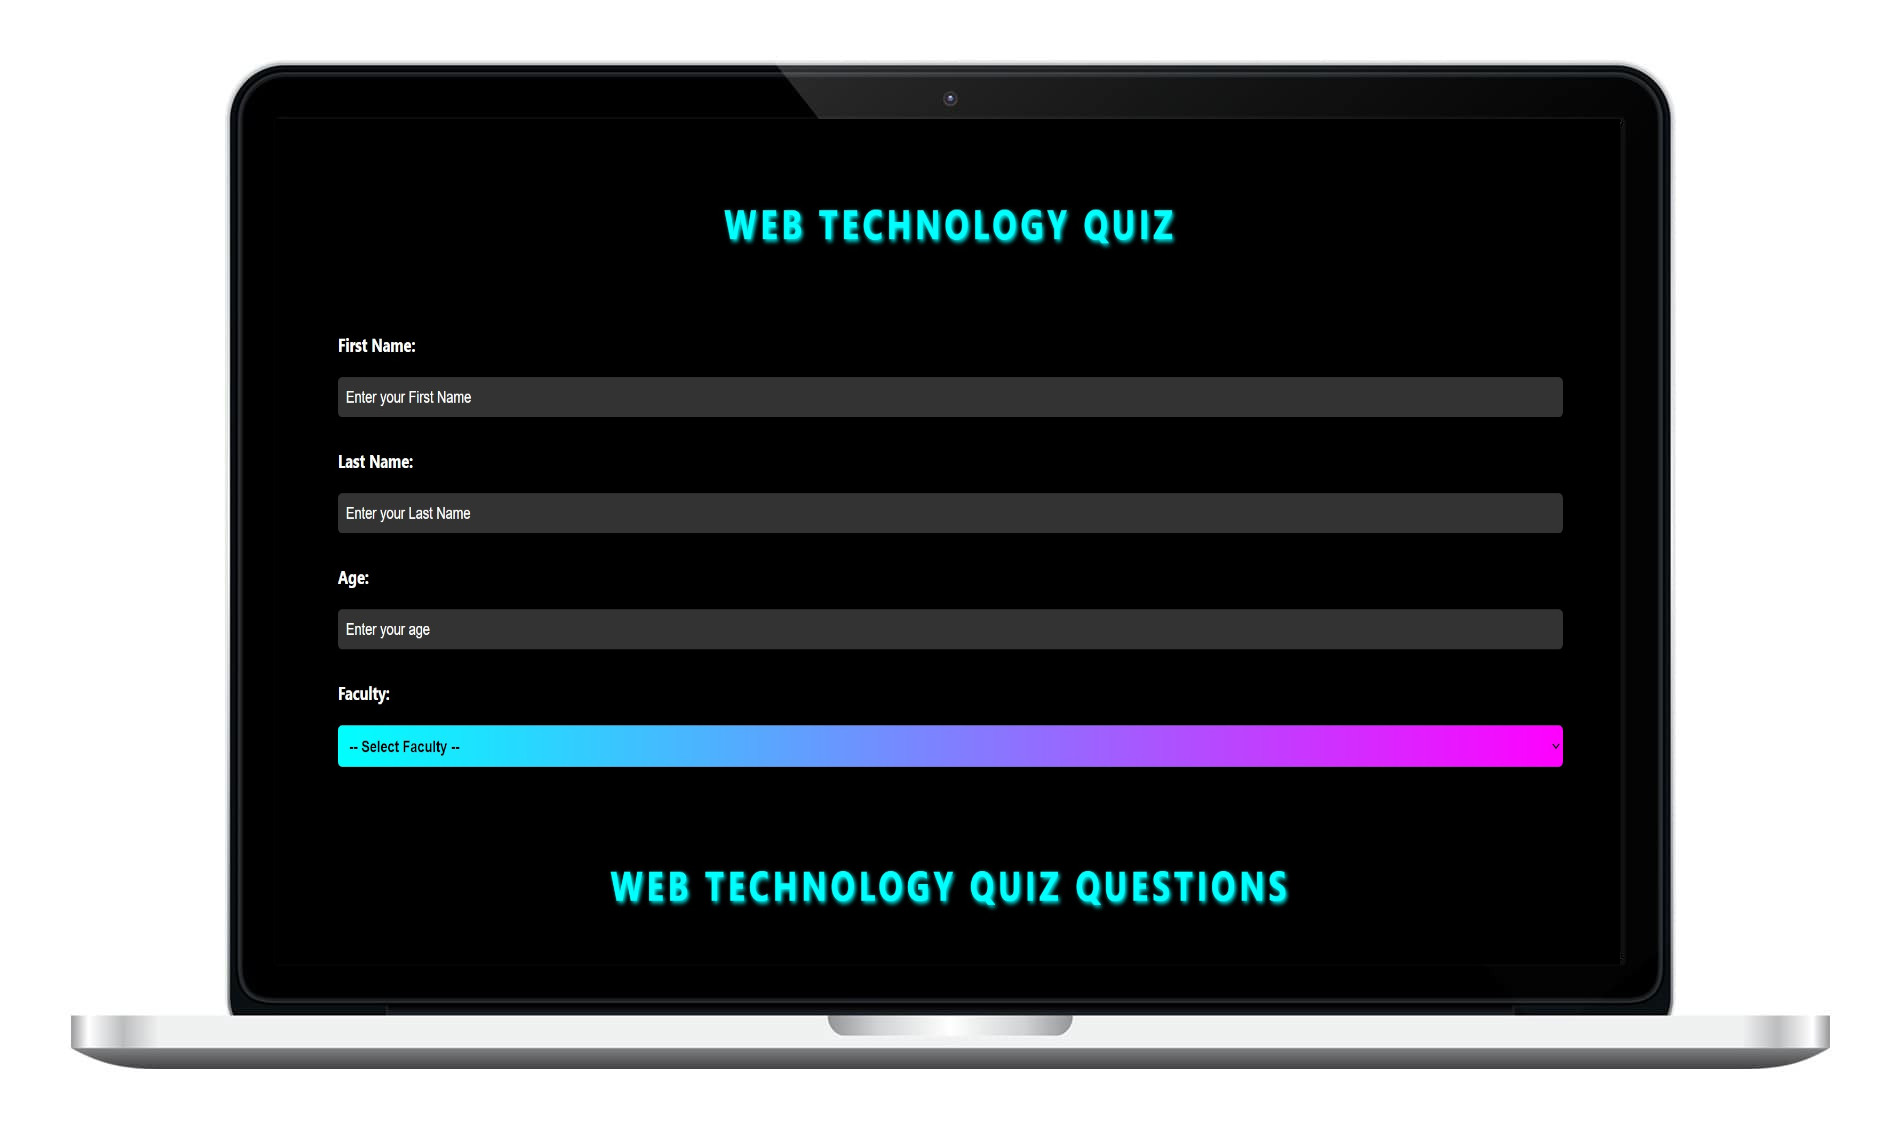 WEB TECHNOLOGY QUIZ
First Name:
Enter your First Name
Last Name:
Enter your Last Name
Age:
Enter your age
Faculty:
-- Select Faculty --
WEB TECHNOLOGY QUIZ QUESTIONS